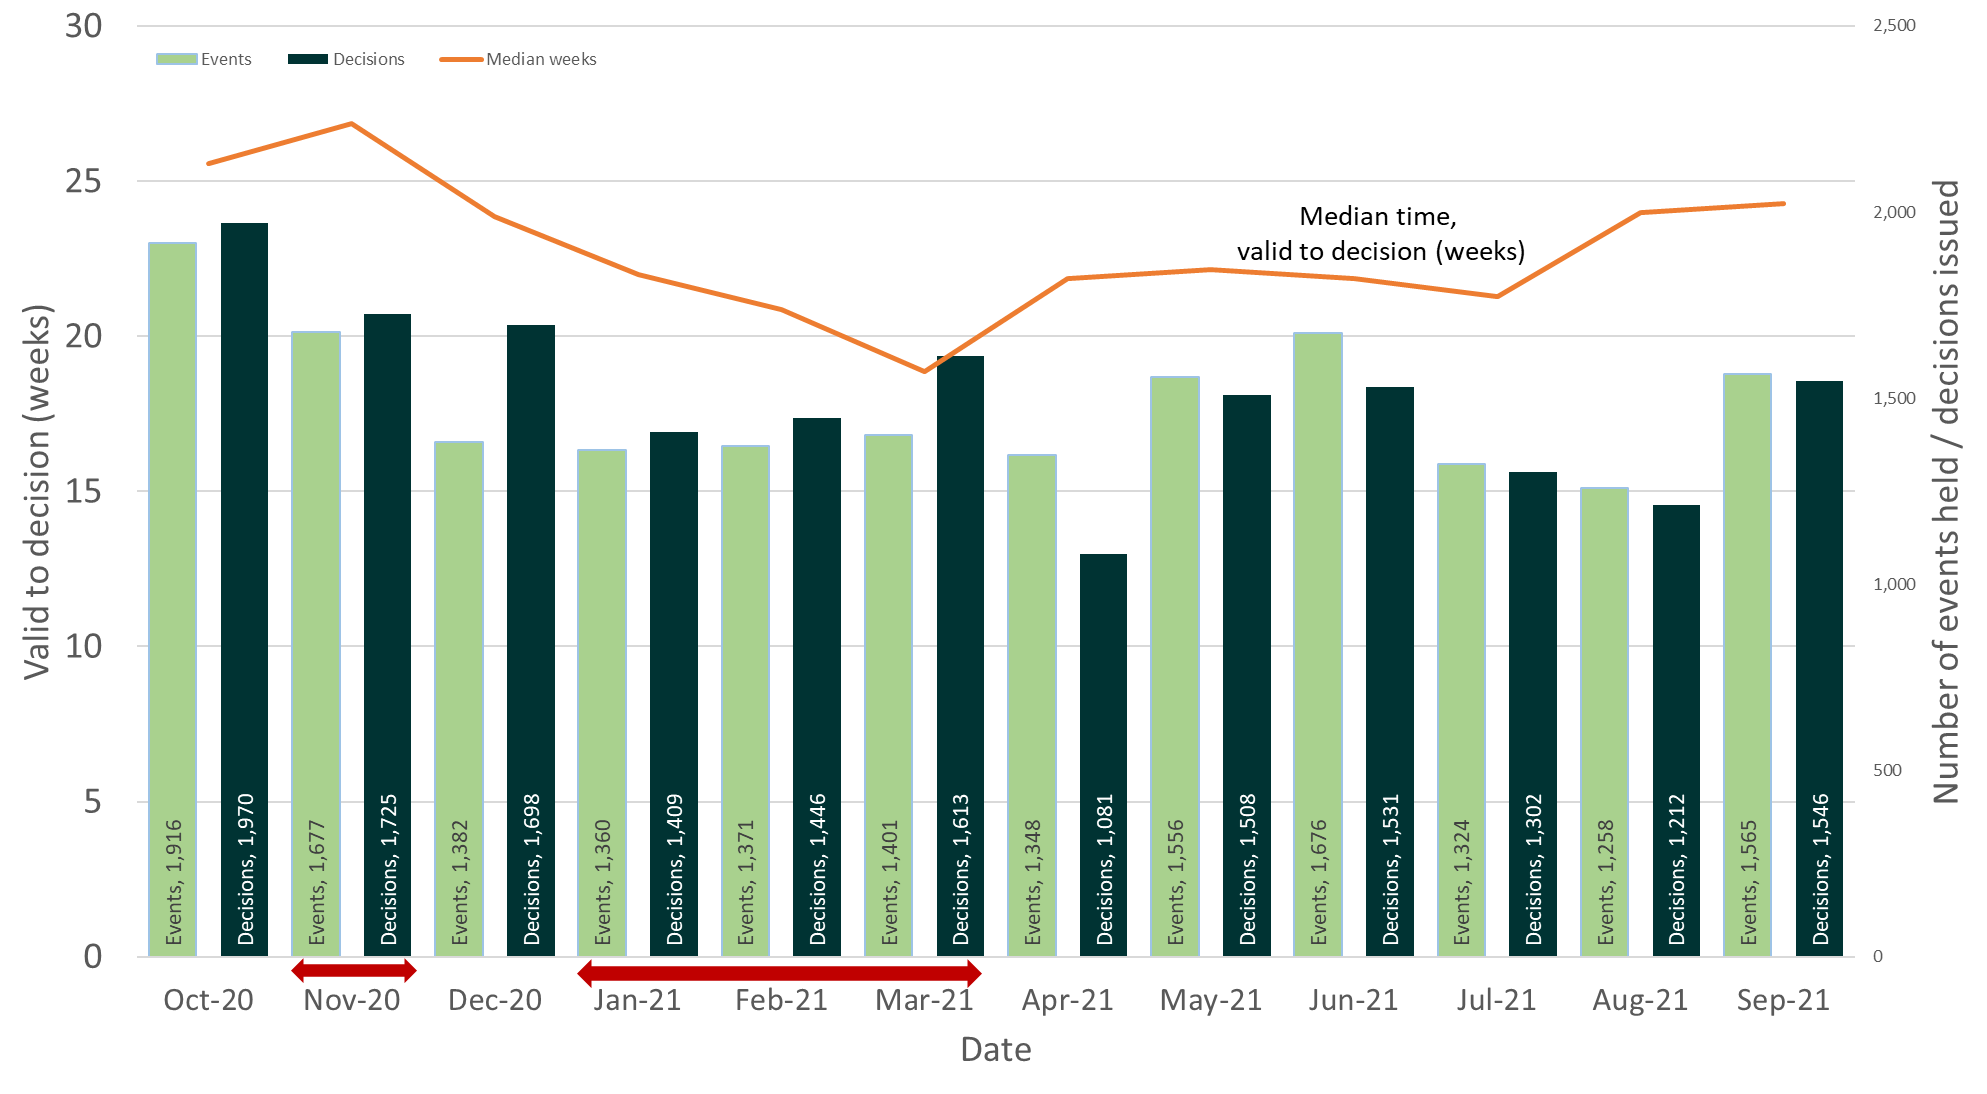 30
25
20
15
10
5
0
Valid to decision (weeks)
Events
Decisions
Median weeks
Median time,
valid to decision (weeks)
2,500
2,000
1,500
1,000
500
0
Number of events held / decisions issued
Events, 1,916
Decisions, 1,970
Events, 1,677
Decisions, 1,725
Events, 1,382
Decisions, 1,698
Events, 1,360
Decisions, 1,409
Events, 1,371
Decisions, 1,446
Events, 1,401
Decisions, 1,613
Events, 1,348
Decisions, 1,081
Events, 1,556
Decisions, 1,508
Events, 1,676
Decisions, 1,531
Events, 1,324
Decisions, 1,302
Events, 1,258
Decisions, 1,212
Events, 1,565
Decisions, 1,546
Oct-20
Nov-20
Dec-20
Jan-21
Feb-21
Mar-21
Apr-21
May-21
Jun-21
Jul-21
Aug-21
Sep-21
Date